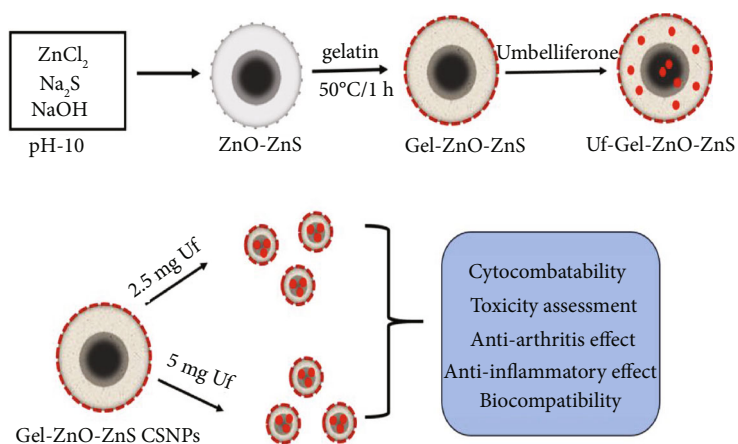 ZnCl₂
Na₂S
NaOH
pH-10
ZnO-ZnS
gelatin
50°C/1 h
Gel-ZnO-ZnS
Umbelliferone
Uf-Gel-ZnO-ZnS
2.5 mg Uf
5 mg Uf
Gel-ZnO-ZnS CSNPs
Cytocombatability
Toxicity assessment
Anti-arthritis effect
Anti-inflammatory effect
Biocompatibility